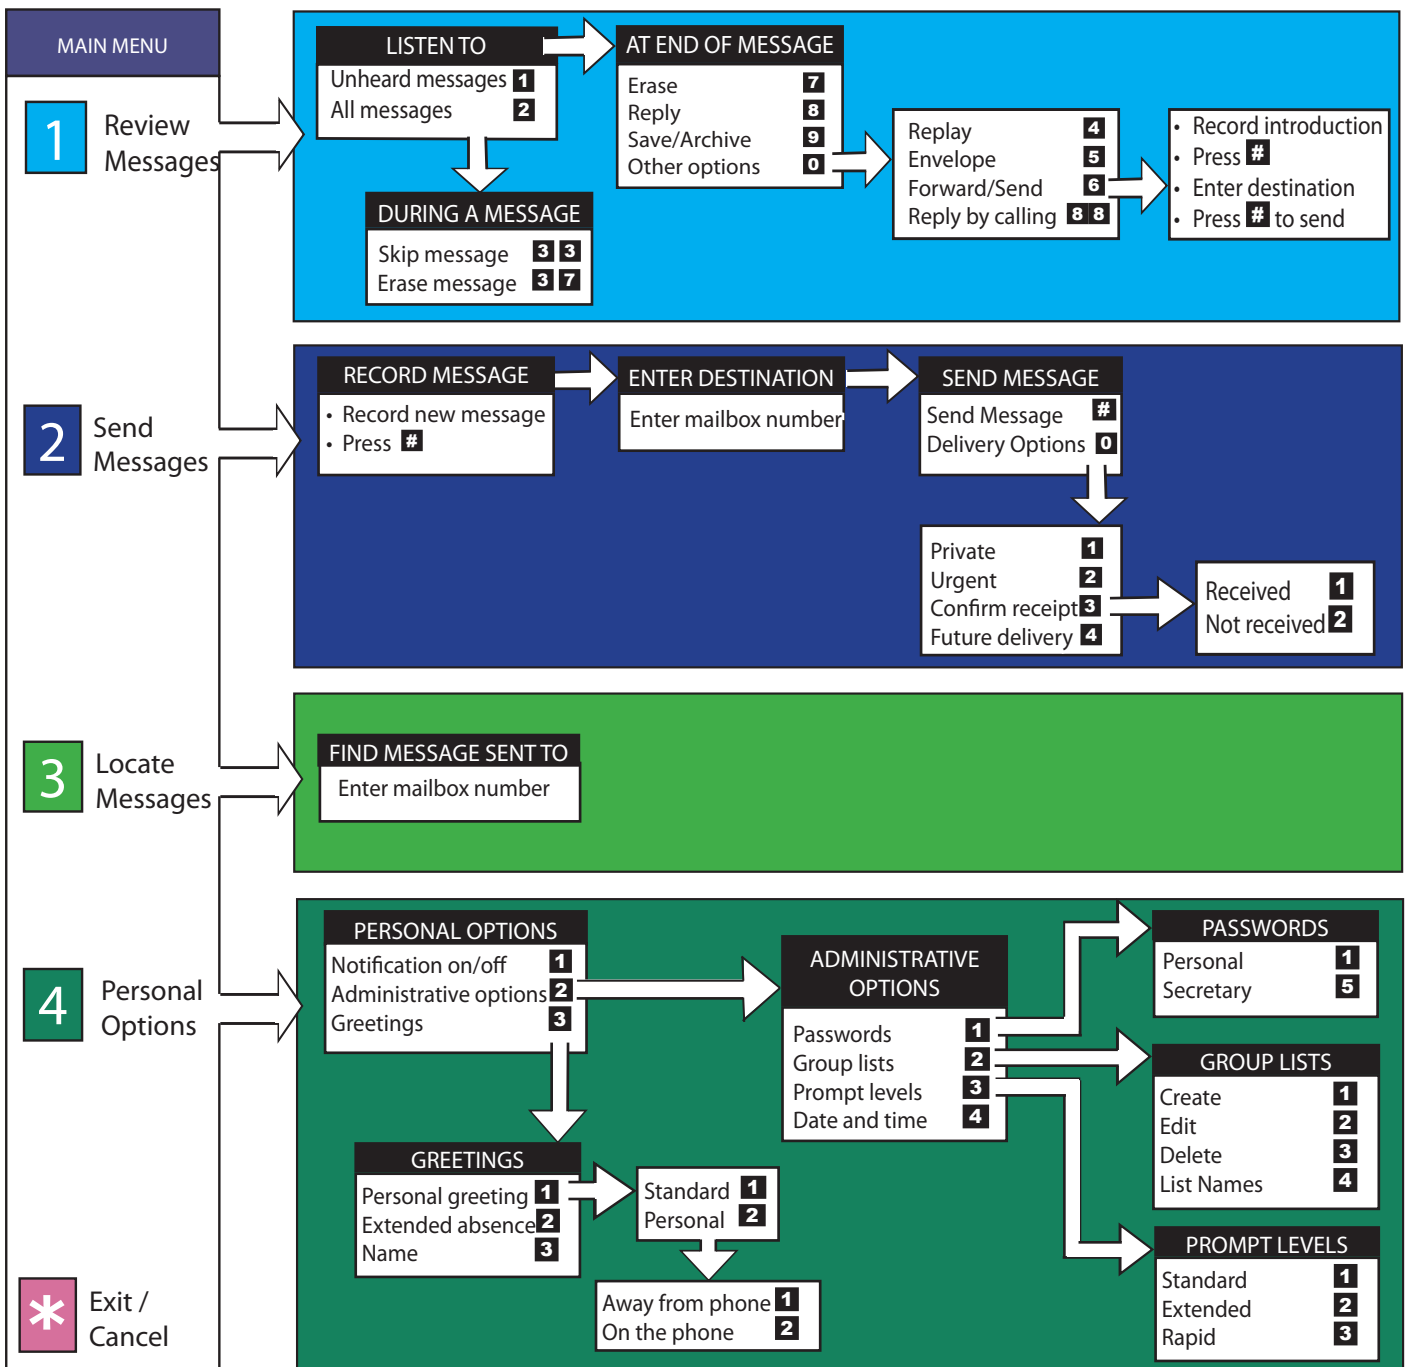 MAIN MENU
1 Review
Messages
LISTEN TO
Unheard messages 1
All messages 2
AT END OF MESSAGE
Erase 7
Reply 8
Save/Archive 9
Other options 0
Replay 4
Envelope 5
Forward/Send 6
Reply by calling 8 8
• Record introduction
• Press #
• Enter destination
• Press # to send
DURING A MESSAGE
Skip message 3 3
Erase message 3 7
2 Send
Messages
RECORD MESSAGE
• Record new message
• Press #
ENTER DESTINATION
Enter mailbox number
SEND MESSAGE
Send Message #
Delivery Options 0
Private 1
Urgent 2
Confirm receipt 3
Future delivery 4
Received 1
Not received 2
3 Locate
Messages
FIND MESSAGE SENT TO
Enter mailbox number
4 Personal
Options
PERSONAL OPTIONS
Notification on/off 1
Administrative options 2
Greetings 3
ADMINISTRATIVE
OPTIONS
Passwords 1
Group lists 2
Prompt levels 3
Date and time 4
PASSWORDS
Personal 1
Secretary 5
GROUP LISTS
Create 1
Edit 2
Delete 3
List Names 4
PROMPT LEVELS
Standard 1
Extended 2
Rapid 3
GREETINGS
Personal greeting 1
Extended absence 2
Name 3
Standard 1
Personal 2
Away from phone 1
On the phone 2
* Exit /
Cancel